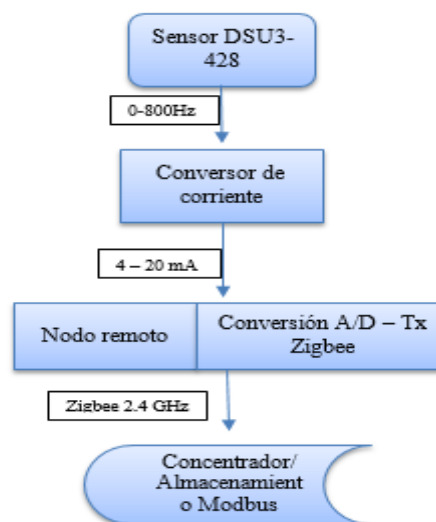 Sensor DSU3-
428
0-800Hz
Conversor de
corriente
4 – 20 mA
Nodo remoto
Conversión A/D – Tx
Zigbee
Zigbee 2.4 GHz
Concentrador/
Almacenamient
o Modbus